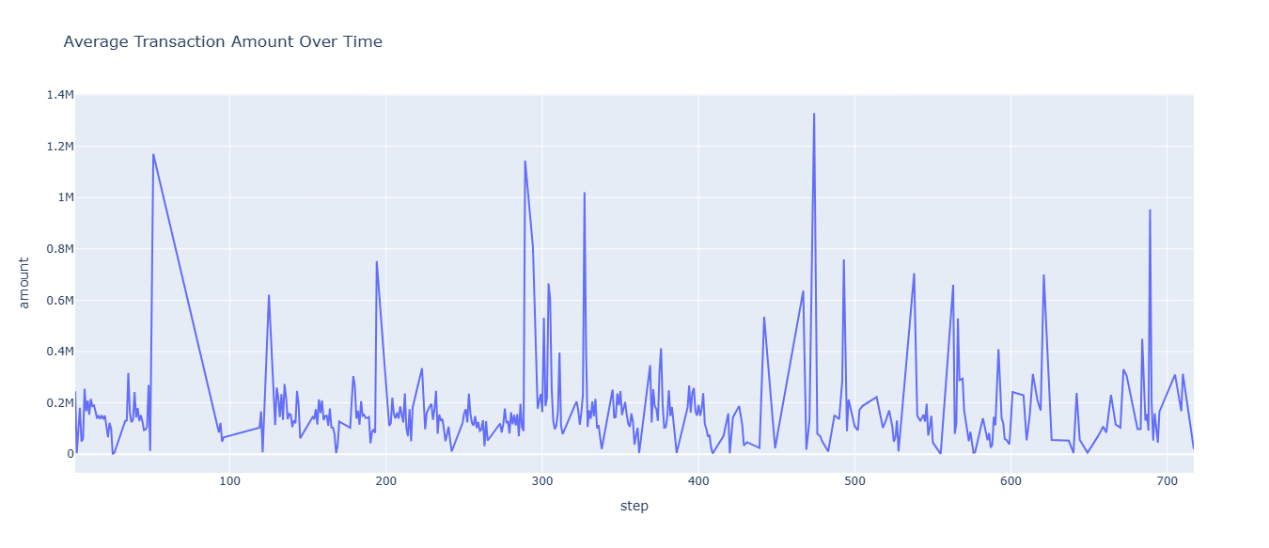 Average Transaction Amount Over Time
1.4M
1.2M
1M
0.8M
0.6M
0.4M
0.2M
0
amount
100 200 300 400 500 600 700
step